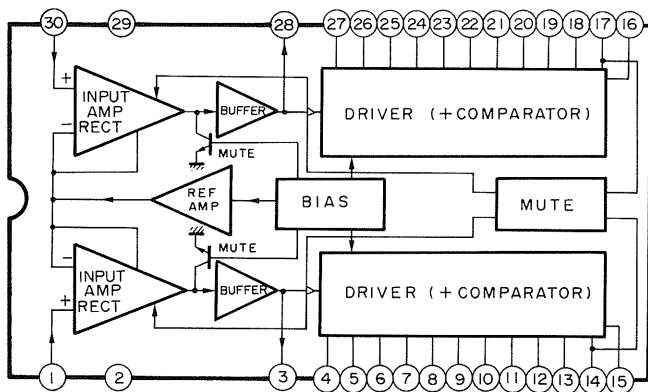 30 29 28 27 26 25 24 23 22 21 20 19 18 17 16
+
INPUT
AMP
RECT
−
BUFFER
MUTE
DRIVER (+COMPARATOR)
REF
AMP
BIAS
MUTE
MUTE
−
INPUT
AMP
RECT
+
BUFFER
DRIVER (+COMPARATOR)
1 2 3 4 5 6 7 8 9 10 11 12 13 14 15